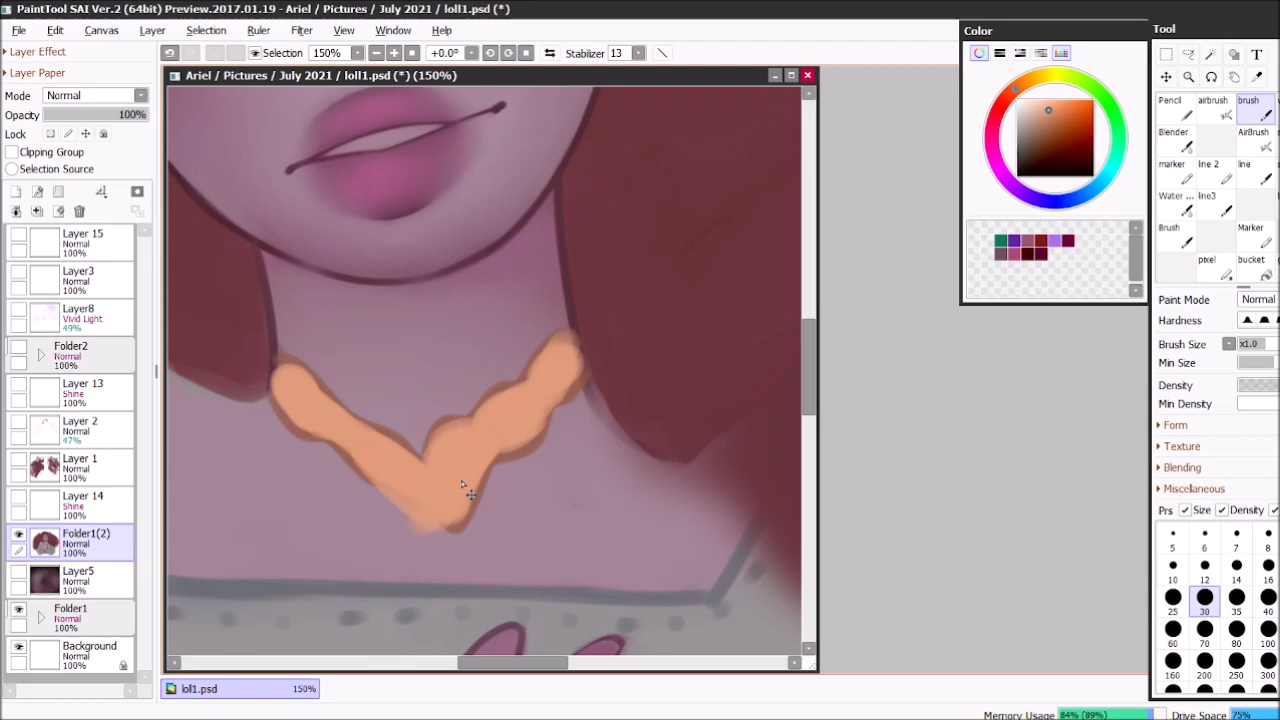 PaintTool SAI Ver.2 (64bit) Preview.2017.01.19 - Ariel / Pictures / July 2021 / loll1.psd (*)
File Edit Canvas Layer Selection Ruler Filter View Window Help
Layer Effect
Layer Paper
Mode Normal
Opacity 100%
Lock
Clipping Group
Selection Source
Layer 15
Normal
100%
Layer3
Normal
100%
Layer8
Vivid Light
49%
Folder2
Normal
100%
Layer 13
Shine
100%
Layer 2
Normal
47%
Layer 1
Normal
100%
Layer 14
Shine
100%
Folder1(2)
Normal
100%
Layer5
Normal
100%
Folder1
Normal
100%
Background
Normal
100%
Selection 150% +0.0° Stabilizer 13
Ariel / Pictures / July 2021 / loll1.psd (*) (150%)
loll1.psd 150%
Color
Tool
T
Pencil airbrush brush
Blender AirBrush
marker line 2 line
Water ... line3
Brush Marker
pixel bucket
Paint Mode Normal
Hardness
Brush Size x1.0
Min Size
Density
Min Density
Form
Texture
Blending
Miscellaneous
Prs Size Density
5 6 7 8
10 12 14 16
25 30 35 40
60 70 80 100
160 200 250 300
Memory Usage 84% (89%) Drive Space 75%